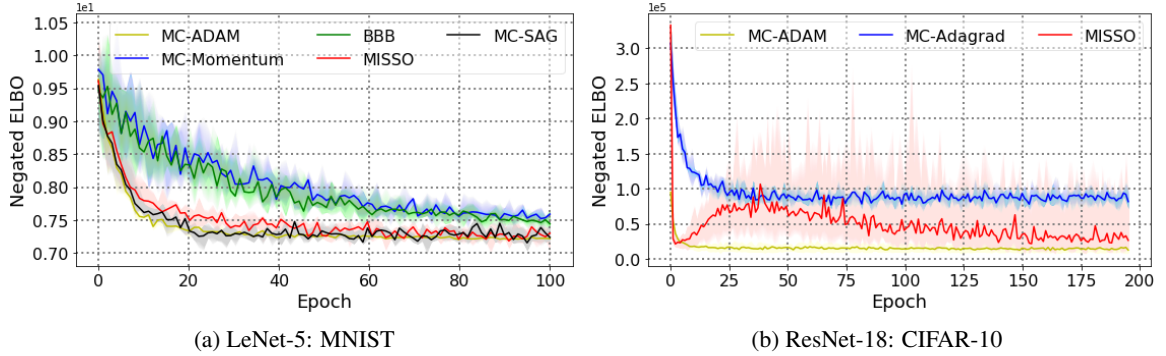 1e1
1.05
1.00
0.95
0.90
0.85
0.80
0.75
0.70
Negated ELBO
MC-ADAM
MC-Momentum
BBB
MISSO
MC-SAG
0 20 40 60 80 100
Epoch
(a) LeNet-5: MNIST
1e5
3.0
2.5
2.0
1.5
1.0
0.5
0.0
Negated ELBO
MC-ADAM MC-Adagrad MISSO
0 25 50 75 100 125 150 175 200
Epoch
(b) ResNet-18: CIFAR-10